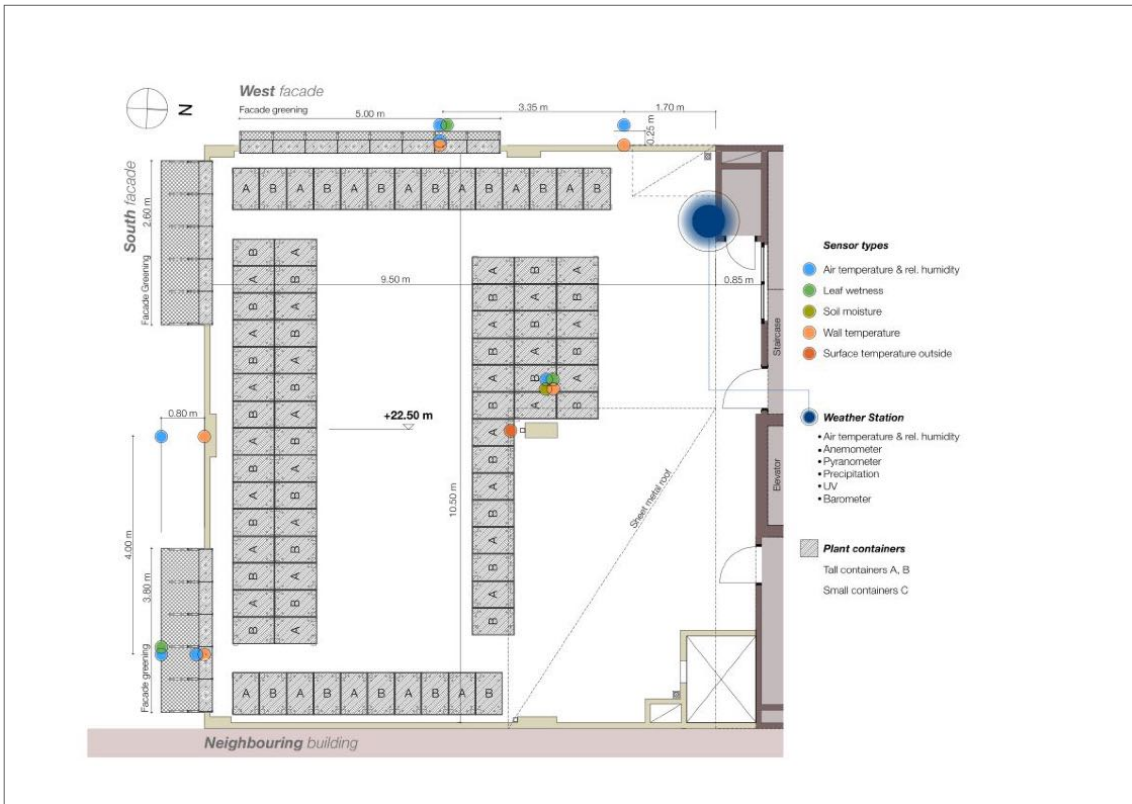 West facade
Facade greening
5.00 m
3.35 m
1.70 m
0.25 m
N
South facade
2.60 m
Facade Greening
A B A B A B A B A B A B A B
B A
A B
B A
A B
B A
A B
B A
A B
B A
A B
B A
A B
B A
A B
B A
9.50 m
0.85 m
A B A
B A B
A B A
B A B
A B A
B A B
A
B
A
B
A
B
A
B
+22.50 m
10.50 m
Sheet metal roof
Staircase
Elevator
0.80 m
4.00 m
3.80 m
Facade greening
B A A B A B A B A B
Neighbouring building
Sensor types
Air temperature & rel. humidity
Leaf wetness
Soil moisture
Wall temperature
Surface temperature outside
Weather Station
• Air temperature & rel. humidity
• Anemometer
• Pyranometer
• Precipitation
• UV
• Barometer
Plant containers
Tall containers A, B
Small containers C